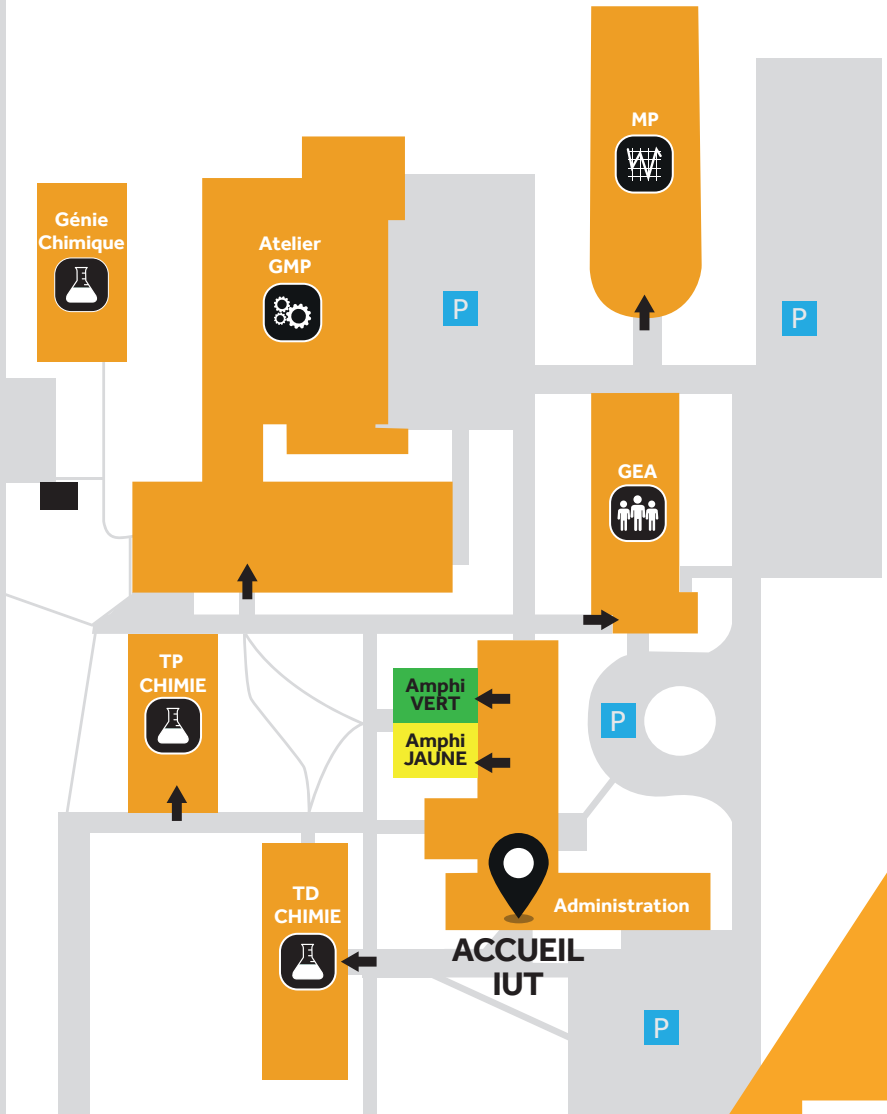 MP
Génie
Chimique
Atelier
GMP
P
P
GEA
TP
CHIMIE
Amphi
VERT
P
Amphi
JAUNE
TD
CHIMIE
Administration
ACCUEIL
IUT
P